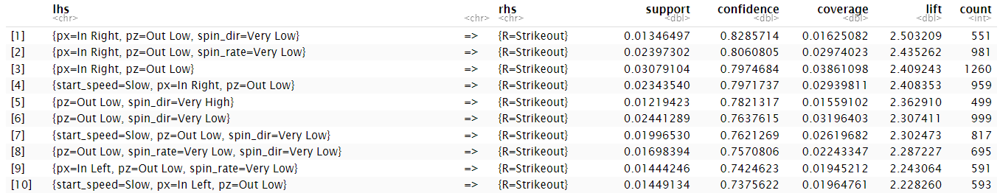 lhs rhs support confidence coverage lift count
<chr> <chr> <chr> <dbl> <dbl> <dbl> <dbl> <int>
[1] {px=In Right, pz=Out Low, spin_dir=Very Low} => {R=Strikeout} 0.01346497 0.8285714 0.01625082 2.503209 551
[2] {px=In Right, pz=Out Low, spin_rate=Very Low} => {R=Strikeout} 0.02397302 0.8060805 0.02974023 2.435262 981
[3] {px=In Right, pz=Out Low} => {R=Strikeout} 0.03079104 0.7974684 0.03861098 2.409243 1260
[4] {start_speed=Slow, px=In Right, pz=Out Low} => {R=Strikeout} 0.02343540 0.7971737 0.02939811 2.408353 959
[5] {pz=Out Low, spin_dir=Very High} => {R=Strikeout} 0.01219423 0.7821317 0.01559102 2.362910 499
[6] {pz=Out Low, spin_dir=Very Low} => {R=Strikeout} 0.02441289 0.7637615 0.03196403 2.307411 999
[7] {start_speed=Slow, pz=Out Low, spin_dir=Very Low} => {R=Strikeout} 0.01996530 0.7621269 0.02619682 2.302473 817
[8] {pz=Out Low, spin_rate=Very Low, spin_dir=Very Low} => {R=Strikeout} 0.01698394 0.7570806 0.02243347 2.287227 695
[9] {px=In Left, pz=Out Low, spin_rate=Very Low} => {R=Strikeout} 0.01444246 0.7424623 0.01945212 2.243064 591
[10] {start_speed=Slow, px=In Left, pz=Out Low} => {R=Strikeout} 0.01449134 0.7375622 0.01964761 2.228260 593